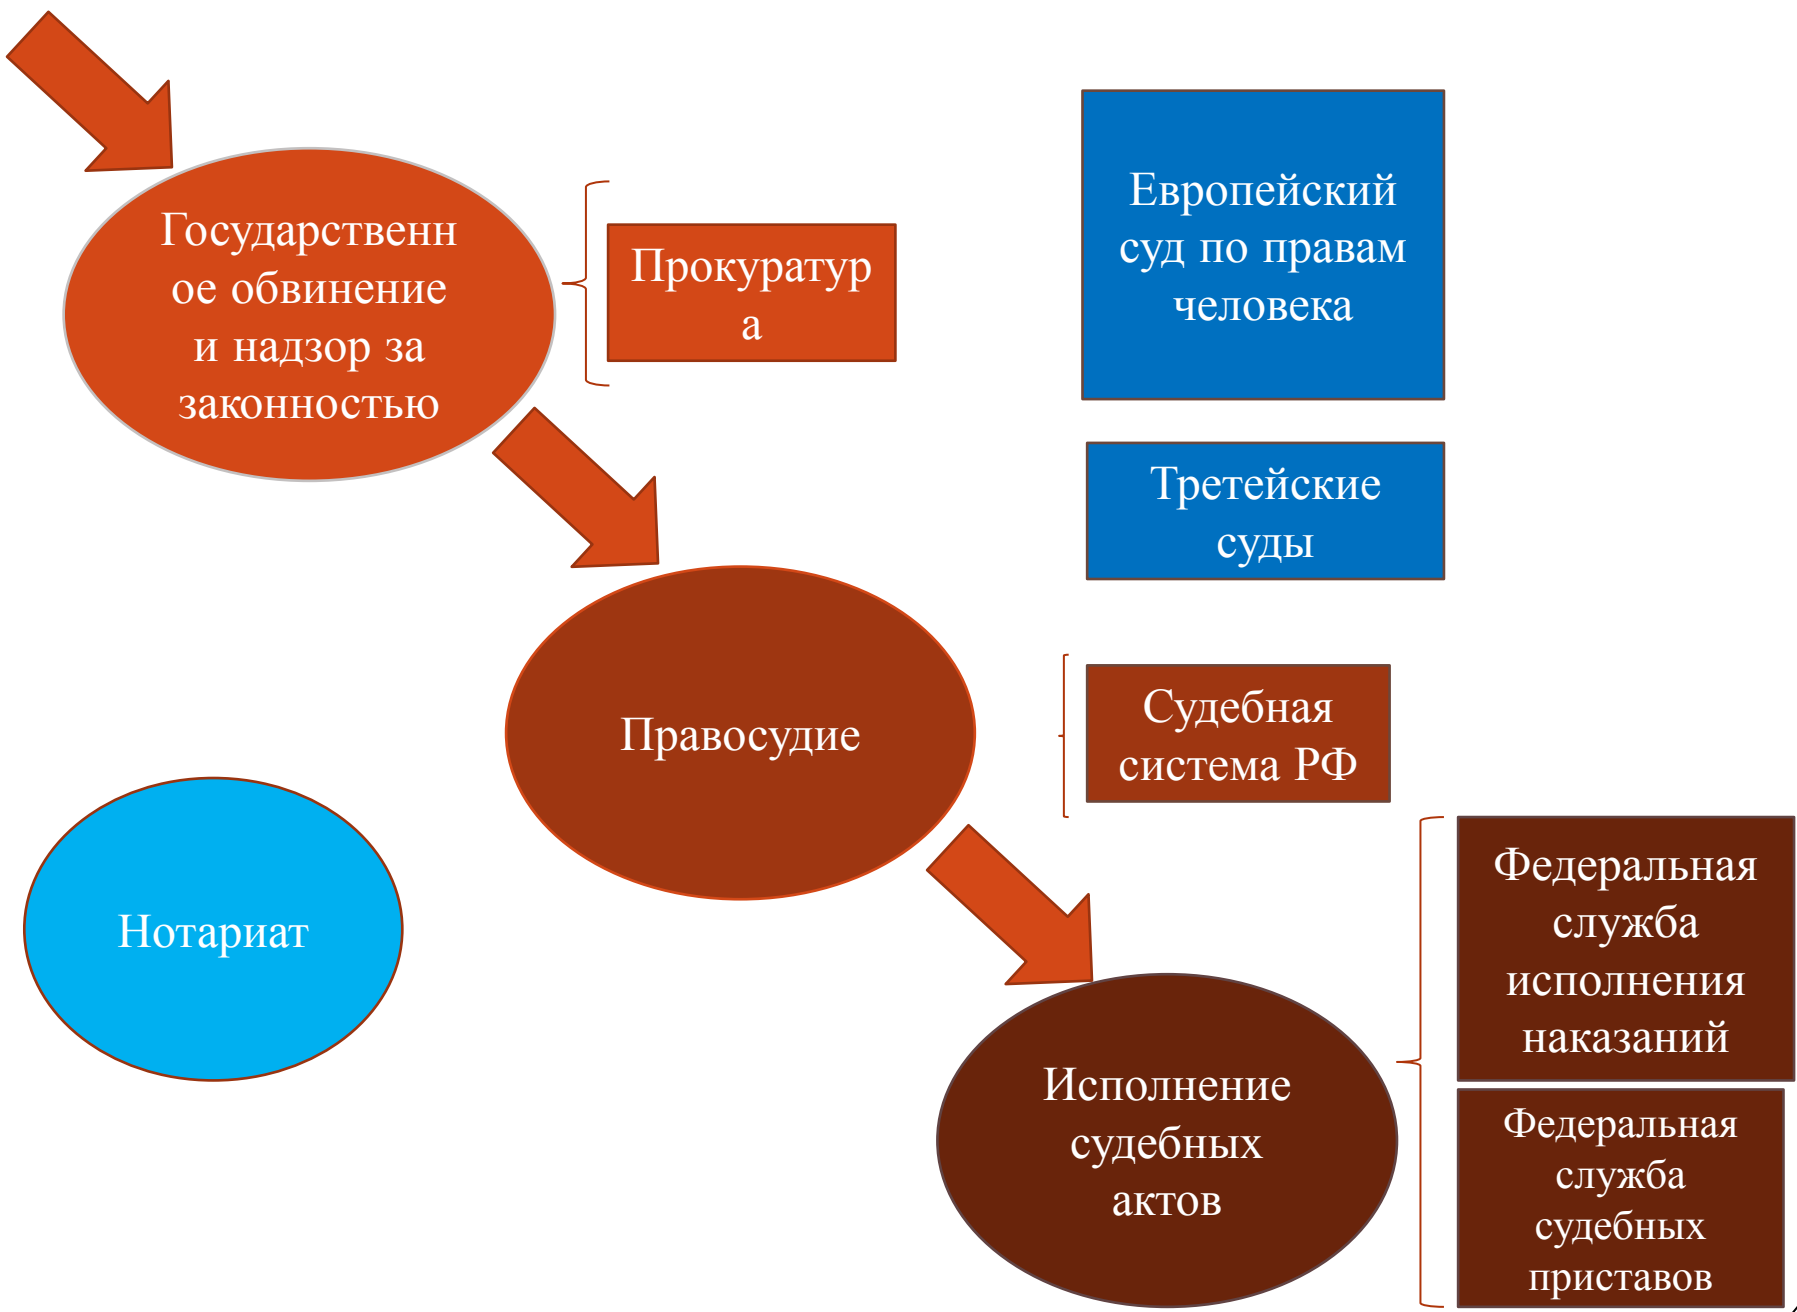 Государственн
ое обвинение
и надзор за
законностью
Прокуратур
а
Европейский
суд по правам
человека
Третейские
суды
Правосудие
Судебная
система РФ
Нотариат
Исполнение
судебных
актов
Федеральная
служба
исполнения
наказаний
Федеральная
служба
судебных
приставов